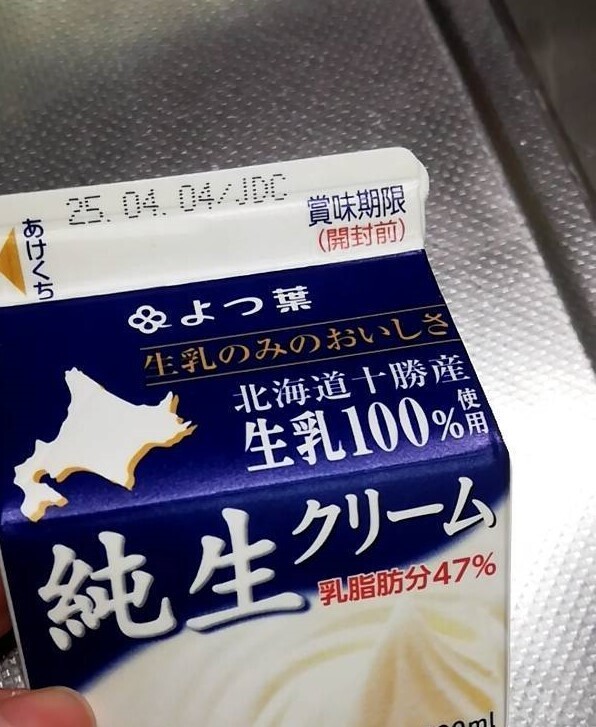 25.04.04/JDC
賞味期限
(開封前)
あけくち
よつ葉
生乳のみのおいしさ
北海道十勝産
生乳100%使用
純生クリーム
乳脂肪分47%